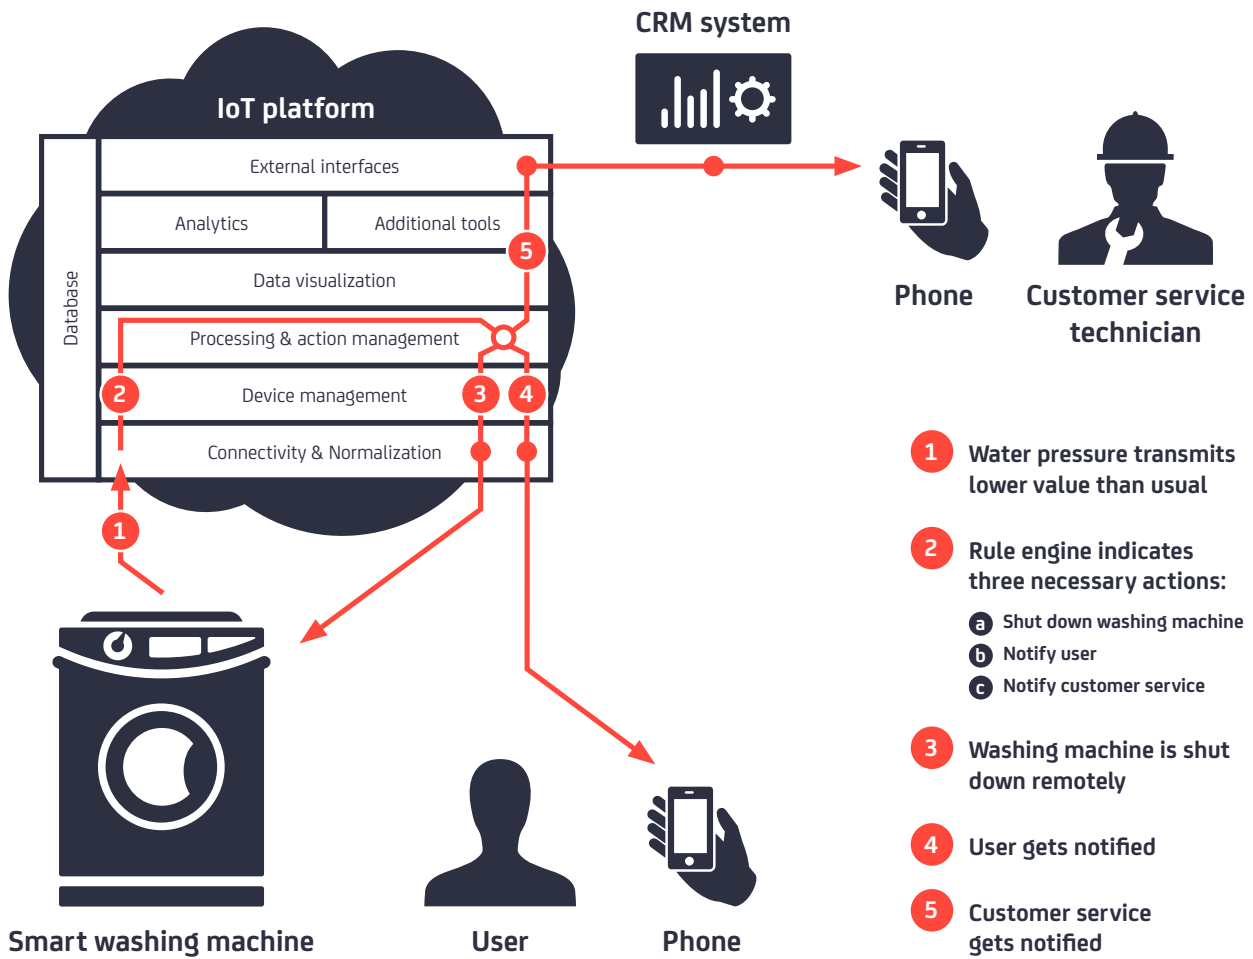 CRM system
IoT platform
External interfaces
Analytics
Additional tools
5
Data visualization
Database
Processing & action management
2
Device management
3
4
Connectivity & Normalization
1
Phone
Customer service
technician
1
Water pressure transmits
lower value than usual
2
Rule engine indicates
three necessary actions:
a Shut down washing machine
b Notify user
c Notify customer service
3
Washing machine is shut
down remotely
4
User gets notified
5
Customer service
gets notified
Smart washing machine
User
Phone